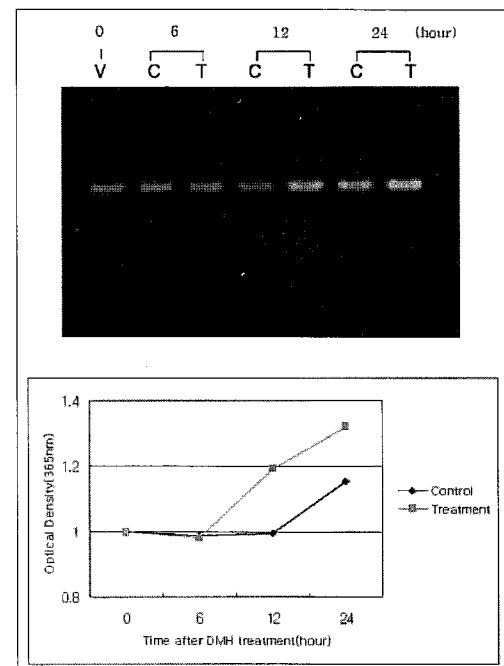 0 6 12 24 (hour)
V C T C T C T
1.4
1.2
1
0.8
Optical Density(365nm)
0 6 12 24
Time after DMH treatment(hour)
Control
Treatment